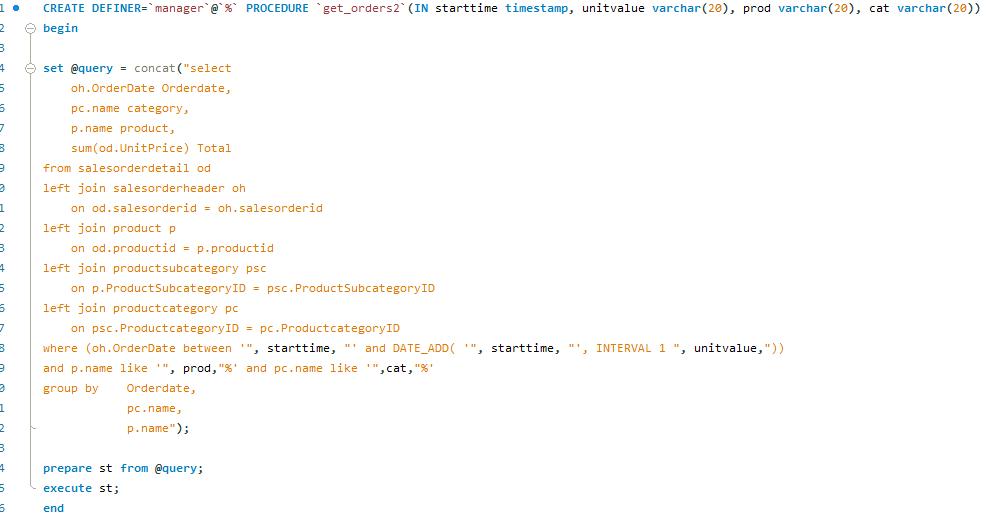 1 CREATE DEFINER=`manager`@`%` PROCEDURE `get_orders2`(IN starttime timestamp, unitvalue varchar(20), prod varchar(20), cat varchar(20))
2 begin
3
4 set @query = concat("select
5 oh.OrderDate Orderdate,
6 pc.name category,
7 p.name product,
8 sum(od.UnitPrice) Total
9 from salesorderdetail od
0 left join salesorderheader oh
1 on od.salesorderid = oh.salesorderid
2 left join product p
3 on od.productid = p.productid
4 left join productsubcategory psc
5 on p.ProductSubcategoryID = psc.ProductSubcategoryID
6 left join productcategory pc
7 on psc.ProductcategoryID = pc.ProductcategoryID
8 where (oh.OrderDate between '", starttime, "' and DATE_ADD( '", starttime, "', INTERVAL 1 ", unitvalue,"))
9 and p.name like '", prod,"%' and pc.name like '",cat,"%'
0 group by Orderdate,
1 pc.name,
2 p.name");
3
4 prepare st from @query;
5 execute st;
6 end